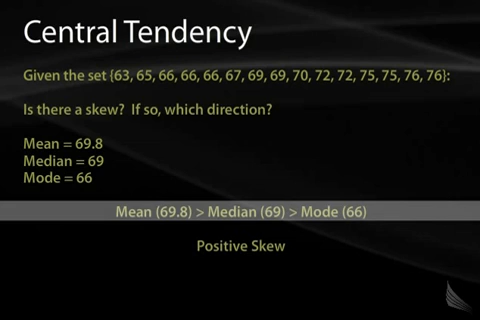 Central Tendency
Given the set {63, 65, 66, 66, 66, 67, 69, 69, 70, 72, 72, 75, 75, 76, 76}:
Is there a skew?  If so, which direction?
Mean = 69.8
Median = 69
Mode = 66
Mean (69.8) > Median (69) > Mode (66)
Positive Skew